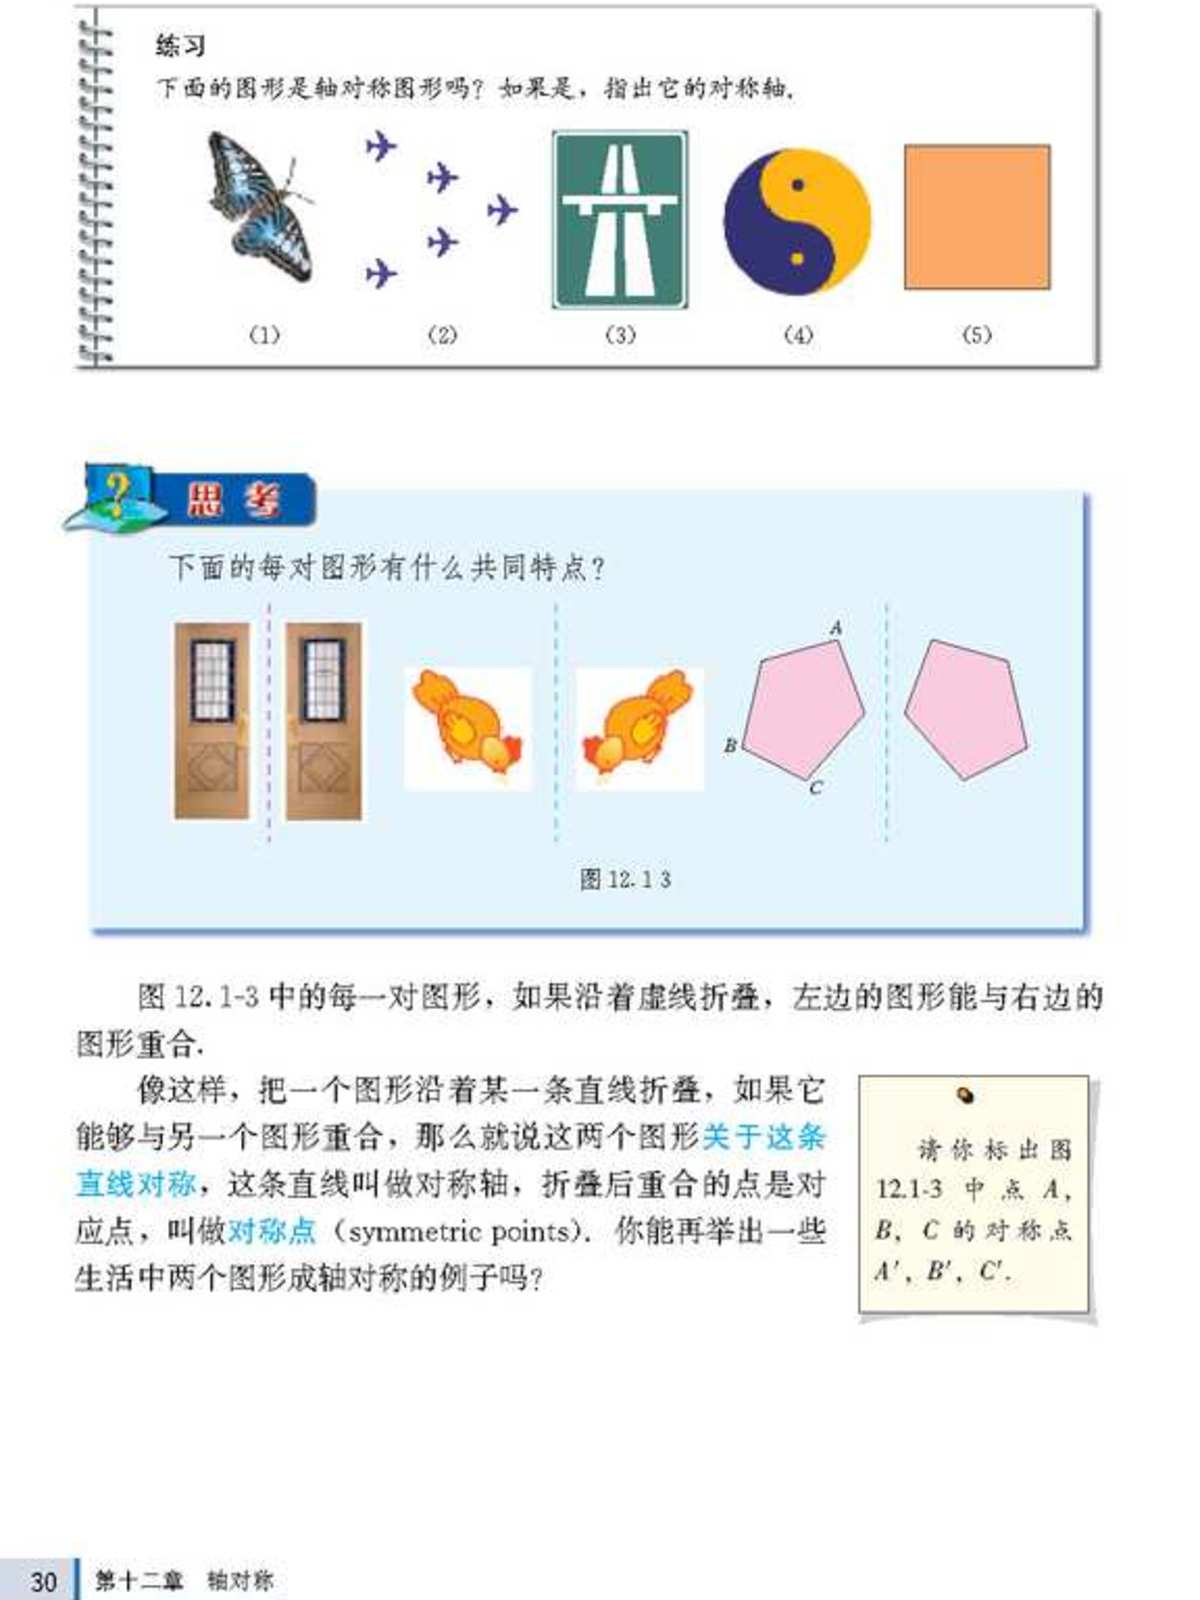 练习
下面的图形是轴对称图形吗？如果是，指出它的对称轴.
(1) (2) (3) (4) (5)
?
思考
下面的每对图形有什么共同特点？
A
B
C
图 12.1 3
图 12.1-3 中的每一对图形，如果沿着虚线折叠，左边的图形能与右边的
图形重合.
像这样，把一个图形沿着某一条直线折叠，如果它
能够与另一个图形重合，那么就说这两个图形关于这条
直线对称，这条直线叫做对称轴，折叠后重合的点是对
应点，叫做对称点（symmetric points）. 你能再举出一些
生活中两个图形成轴对称的例子吗？
请你标出图
12.1-3 中点 A，
B，C 的对称点
A′，B′，C′.
30 第十二章 轴对称